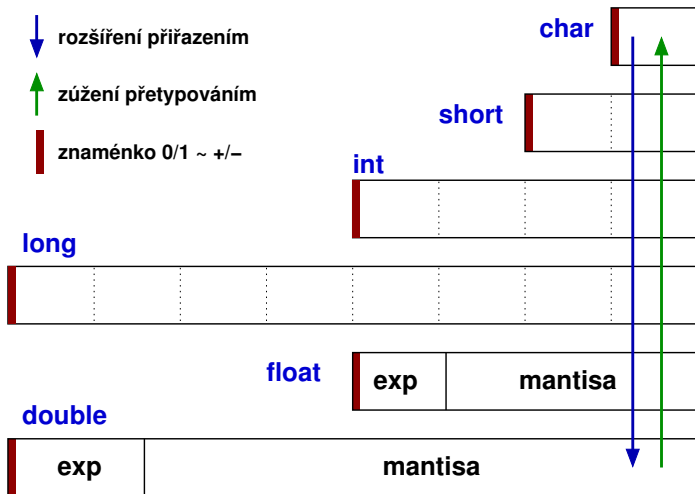 rozšíření přiřazením
zúžení přetypováním
znaménko 0/1 ~ +/−
char
short
int
long
float
exp
mantisa
double
exp
mantisa